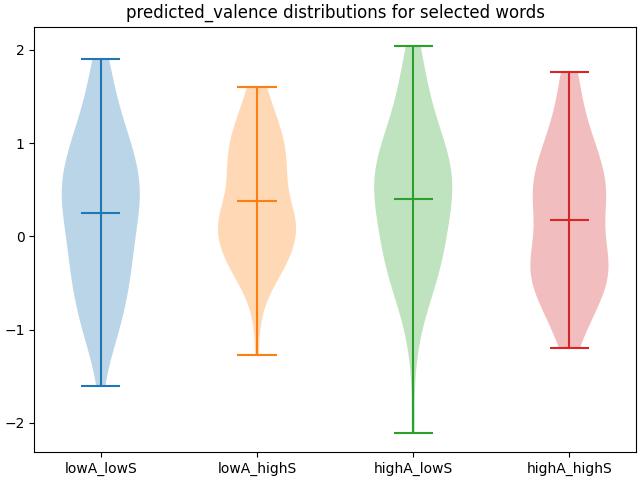 predicted_valence distributions for selected words
2
1
0
−1
−2
lowA_lowS lowA_highS highA_lowS highA_highS